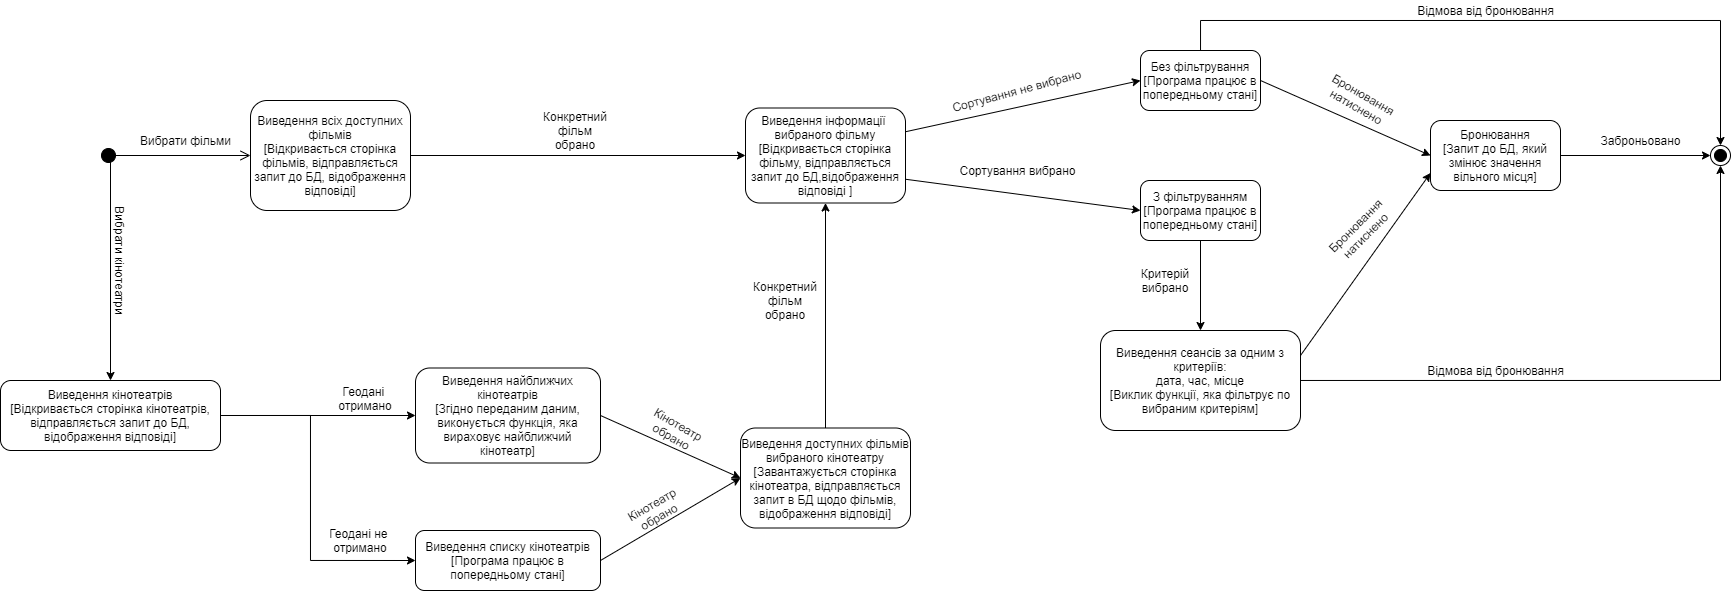 Відмова від бронювання
Без фільтрування
[Програма працює в
попередньому стані]
Сортування не вибрано
Бронювання
натиснено
Вибрати фільми
Виведення всіх доступних
фільмів
[Відкривається сторінка
фільмів, відправляється
запит до БД, відображення
відповіді]
Конкретний
фільм
обрано
Виведення інформації
вибраного фільму
[Відкривається сторінка
фільму, відправляється
запит до БД,відображення
відповіді ]
Бронювання
[Запит до БД, який
змінює значення
вільного місця]
Заброньовано
Сортування вибрано
З фільтруванням
[Програма працює в
попередньому стані]
Вибрати кінотеатри
Бронювання
натиснено
Конкретний
фільм
обрано
Критерій
вибрано
Виведення сеансів за одним з
критеріїв:
дата, час, місце
[Виклик функції, яка фільтрує по
вибраним критеріям]
Відмова від бронювання
Виведення кінотеатрів
[Відкривається сторінка кінотеатрів,
відправляється запит до БД,
відображення відповіді]
Геодані
отримано
Виведення найближчих
кінотеатрів
[Згідно переданим даним,
виконується функція, яка
вираховує найближчий
кінотеатр]
Кінотеатр
обрано
Виведення доступних фільмів
вибраного кінотеатру
[Завантажується сторінка
кінотеатра, відправляється
запит в БД щодо фільмів,
відображення відповіді]
Геодані не
отримано
Виведення списку кінотеатрів
[Програма працює в
попередньому стані]
Кінотеатр
обрано